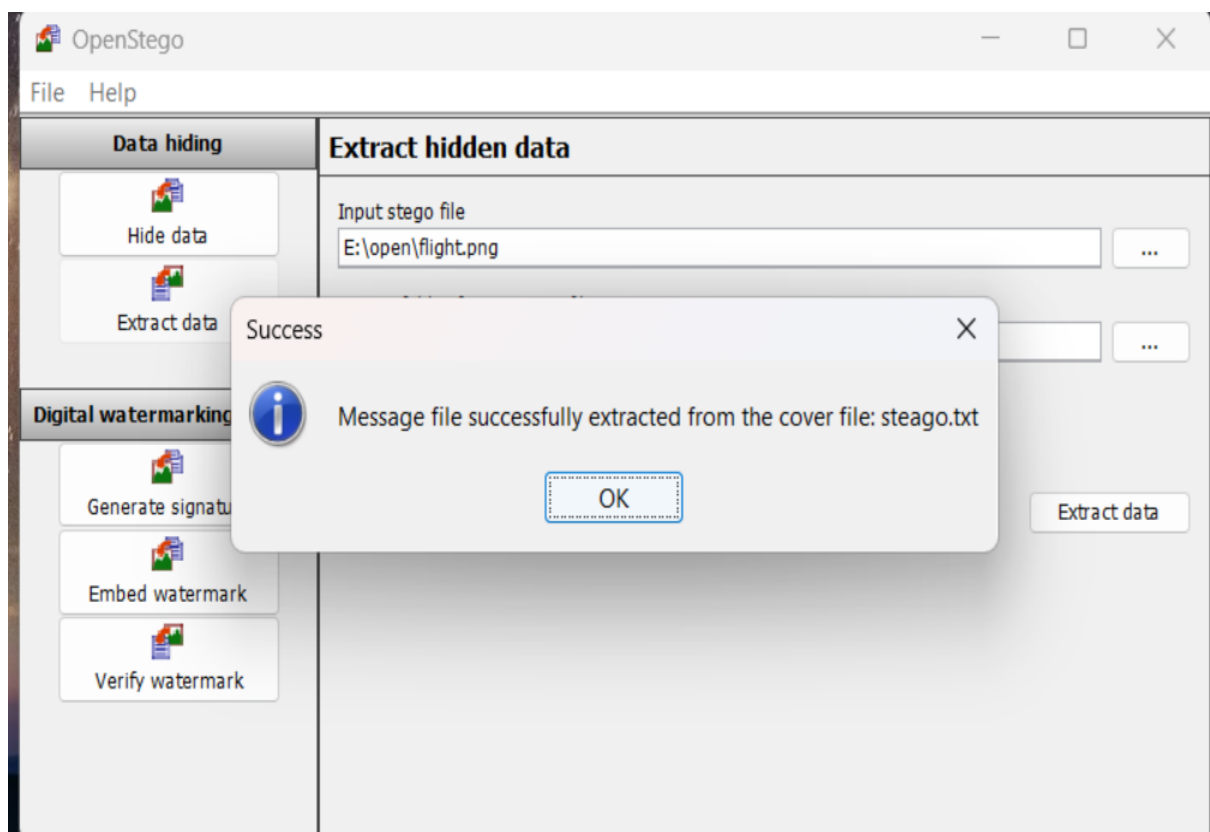 OpenStego
File Help
Data hiding
Hide data
Extract data
Digital watermarking
Generate signatu
Embed watermark
Verify watermark
Extract hidden data
Input stego file
E:\open\flight.png
...
...
Extract data
Success
Message file successfully extracted from the cover file: steago.txt
OK